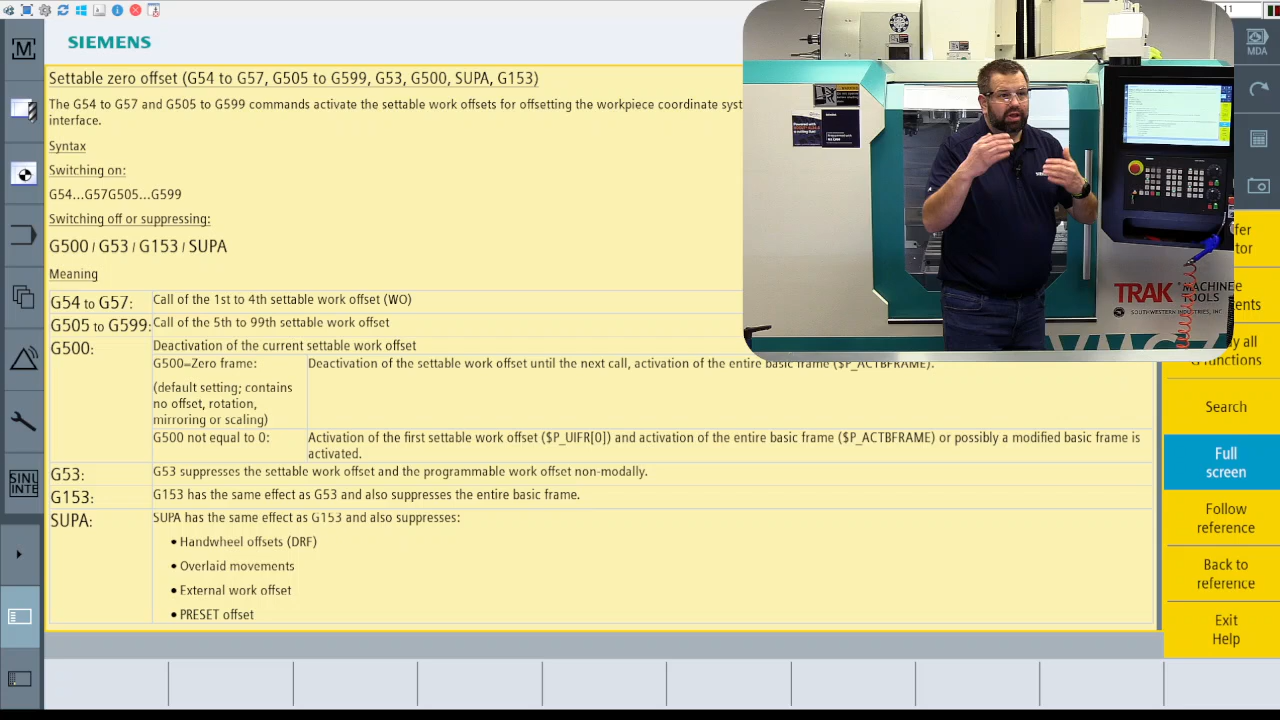 SIEMENS
M
11
MDA
Settable zero offset (G54 to G57, G505 to G599, G53, G500, SUPA, G153)
The G54 to G57 and G505 to G599 commands activate the settable work offsets for offsetting the workpiece coordinate syst
interface.
Syntax
Switching on:
G54...G57G505...G599
Switching off or suppressing:
G500 / G53 / G153 / SUPA
Meaning
G54 to G57: Call of the 1st to 4th settable work offset (WO)
G505 to G599: Call of the 5th to 99th settable work offset
G500: Deactivation of the current settable work offset
G500=Zero frame: Deactivation of the settable work offset until the next call, activation of the entire basic frame ($P_ACTBFRAME).
(default setting; contains
no offset, rotation,
mirroring or scaling)
G500 not equal to 0: Activation of the first settable work offset ($P_UIFR[0]) and activation of the entire basic frame ($P_ACTBFRAME) or possibly a modified basic frame is
activated.
G53: G53 suppresses the settable work offset and the programmable work offset non-modally.
G153: G153 has the same effect as G53 and also suppresses the entire basic frame.
SUPA: SUPA has the same effect as G153 and also suppresses:
• Handwheel offsets (DRF)
• Overlaid movements
• External work offset
• PRESET offset
SINU
INTE
TRAK MACHINE
TOOLS
SOUTHWESTERN INDUSTRIES, INC
fer
tor
e
ents
y all
functions
Search
Full
screen
Follow
reference
Back to
reference
Exit
Help